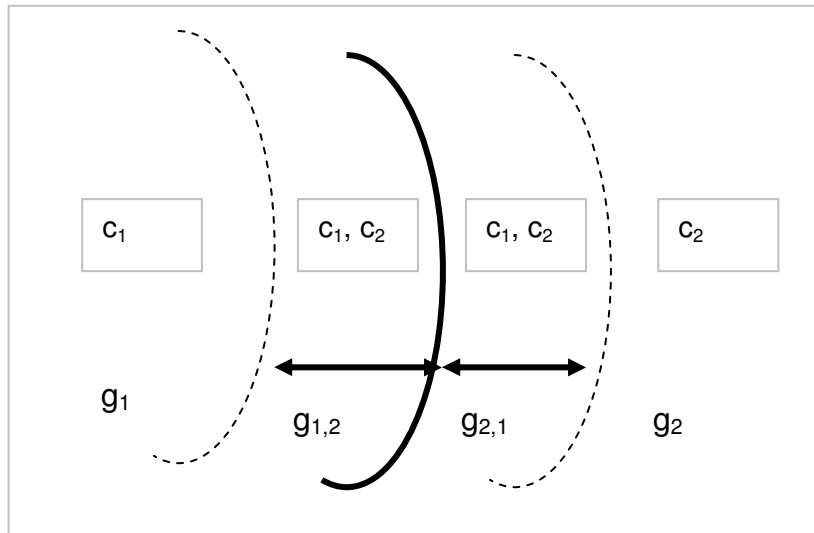 c₁ c₁, c₂ c₁, c₂ c₂
g₁ g₁,₂ g₂,₁ g₂